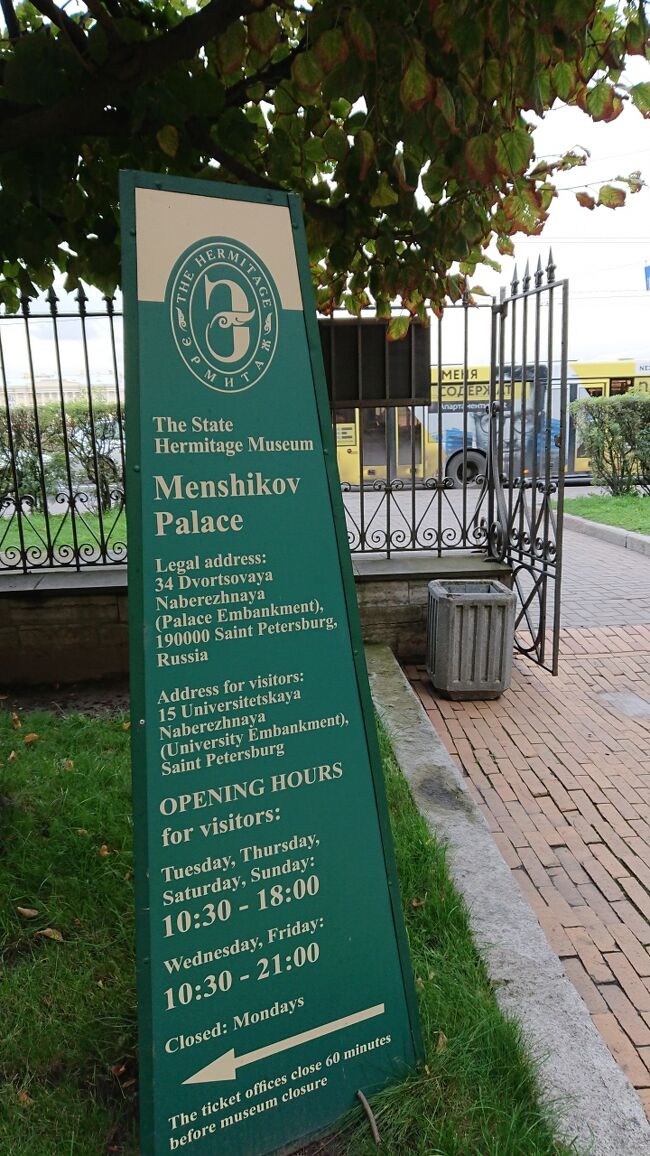 THE HERMITAGE
ЭРМИТАЖ
The State
Hermitage Museum
Menshikov
Palace
Legal address:
34 Dvortsovaya
Naberezhnaya
(Palace Embankment),
190000 Saint Petersburg,
Russia
Address for visitors:
15 Universitetskaya
Naberezhnaya
(University Embankment),
Saint Petersburg
OPENING HOURS
for visitors:
Tuesday, Thursday,
Saturday, Sunday:
10:30 - 18:00
Wednesday, Friday:
10:30 - 21:00
Closed: Mondays
The ticket offices close 60 minutes
before museum closure
МЕНЯ
СОДЕРЖ